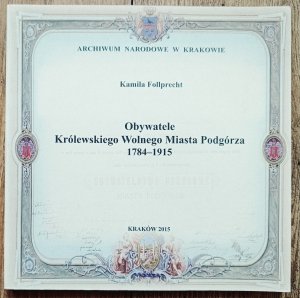 ARCHIWUM NARODOWE W KRAKOWIE
Kamila Follprecht
Obywatele
Królewskiego Wolnego Miasta Podgórza
1784–1915
KRAKÓW 2015